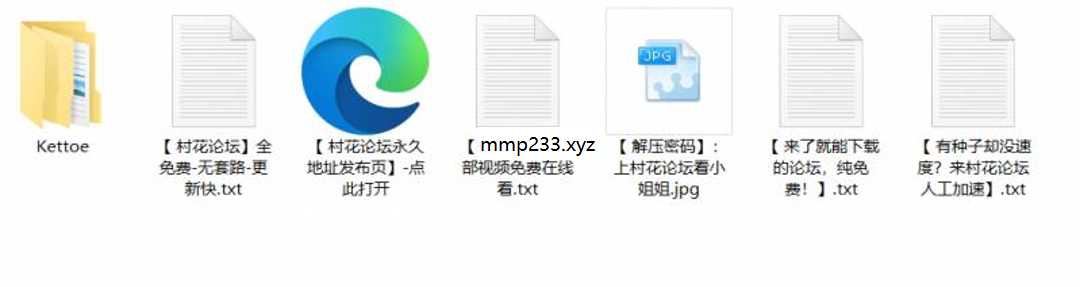 JPG
Kettoe
【 村花论坛】全
免费-无套路-更
新快.txt
【 村花论坛永久
地址发布页】-点
此打开
【 mmp233.xyz
部视频免费在线
看.txt
【 解压密码】：
上村花论坛看小
姐姐.jpg
【 来了就能下载
的论坛，纯免
费！】.txt
【 有种子却没速
度？来村花论坛
人工加速】.txt